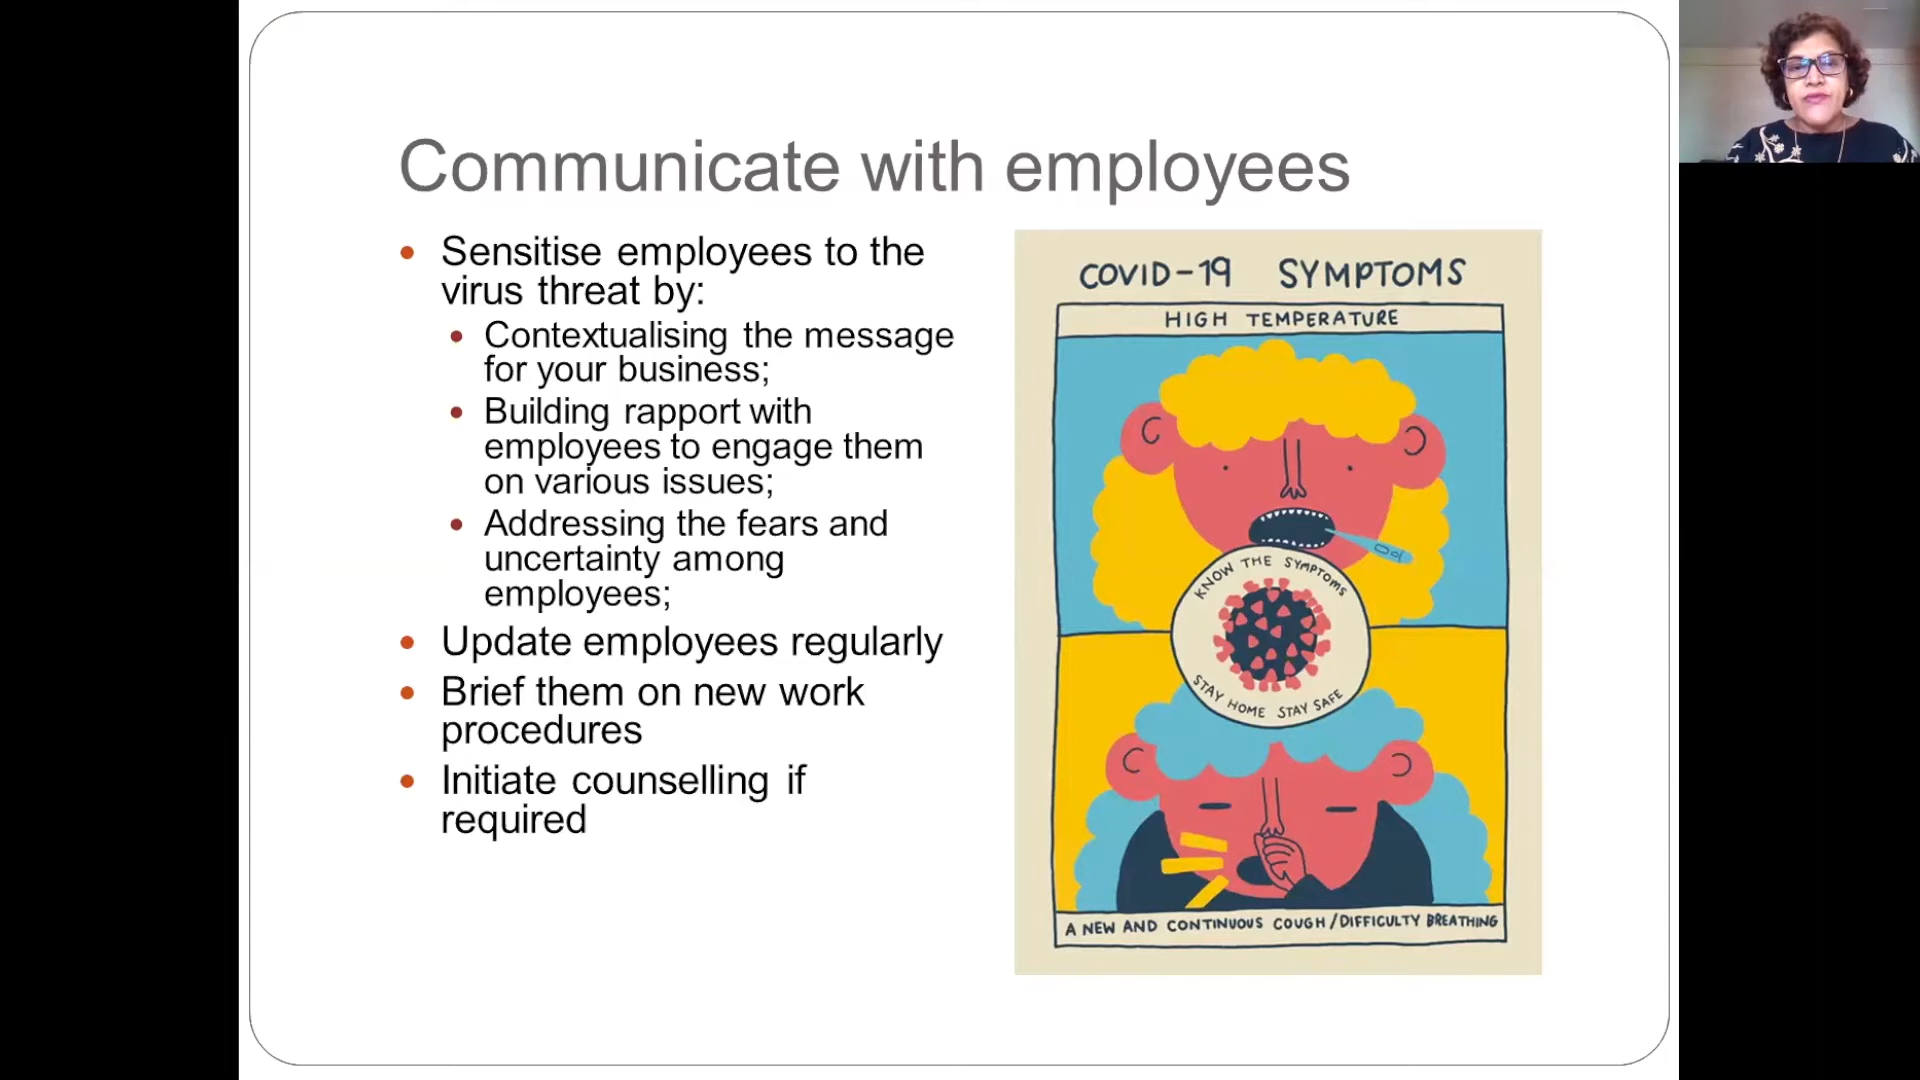 Communicate with employees
• Sensitise employees to the
virus threat by:
• Contextualising the message
for your business;
• Building rapport with
employees to engage them
on various issues;
• Addressing the fears and
uncertainty among
employees;
• Update employees regularly
• Brief them on new work
procedures
• Initiate counselling if
required
COVID-19 SYMPTOMS
HIGH TEMPERATURE
KNOW THE SYMPTOMS
STAY HOME STAY SAFE
A NEW AND CONTINUOUS COUGH/DIFFICULTY BREATHING